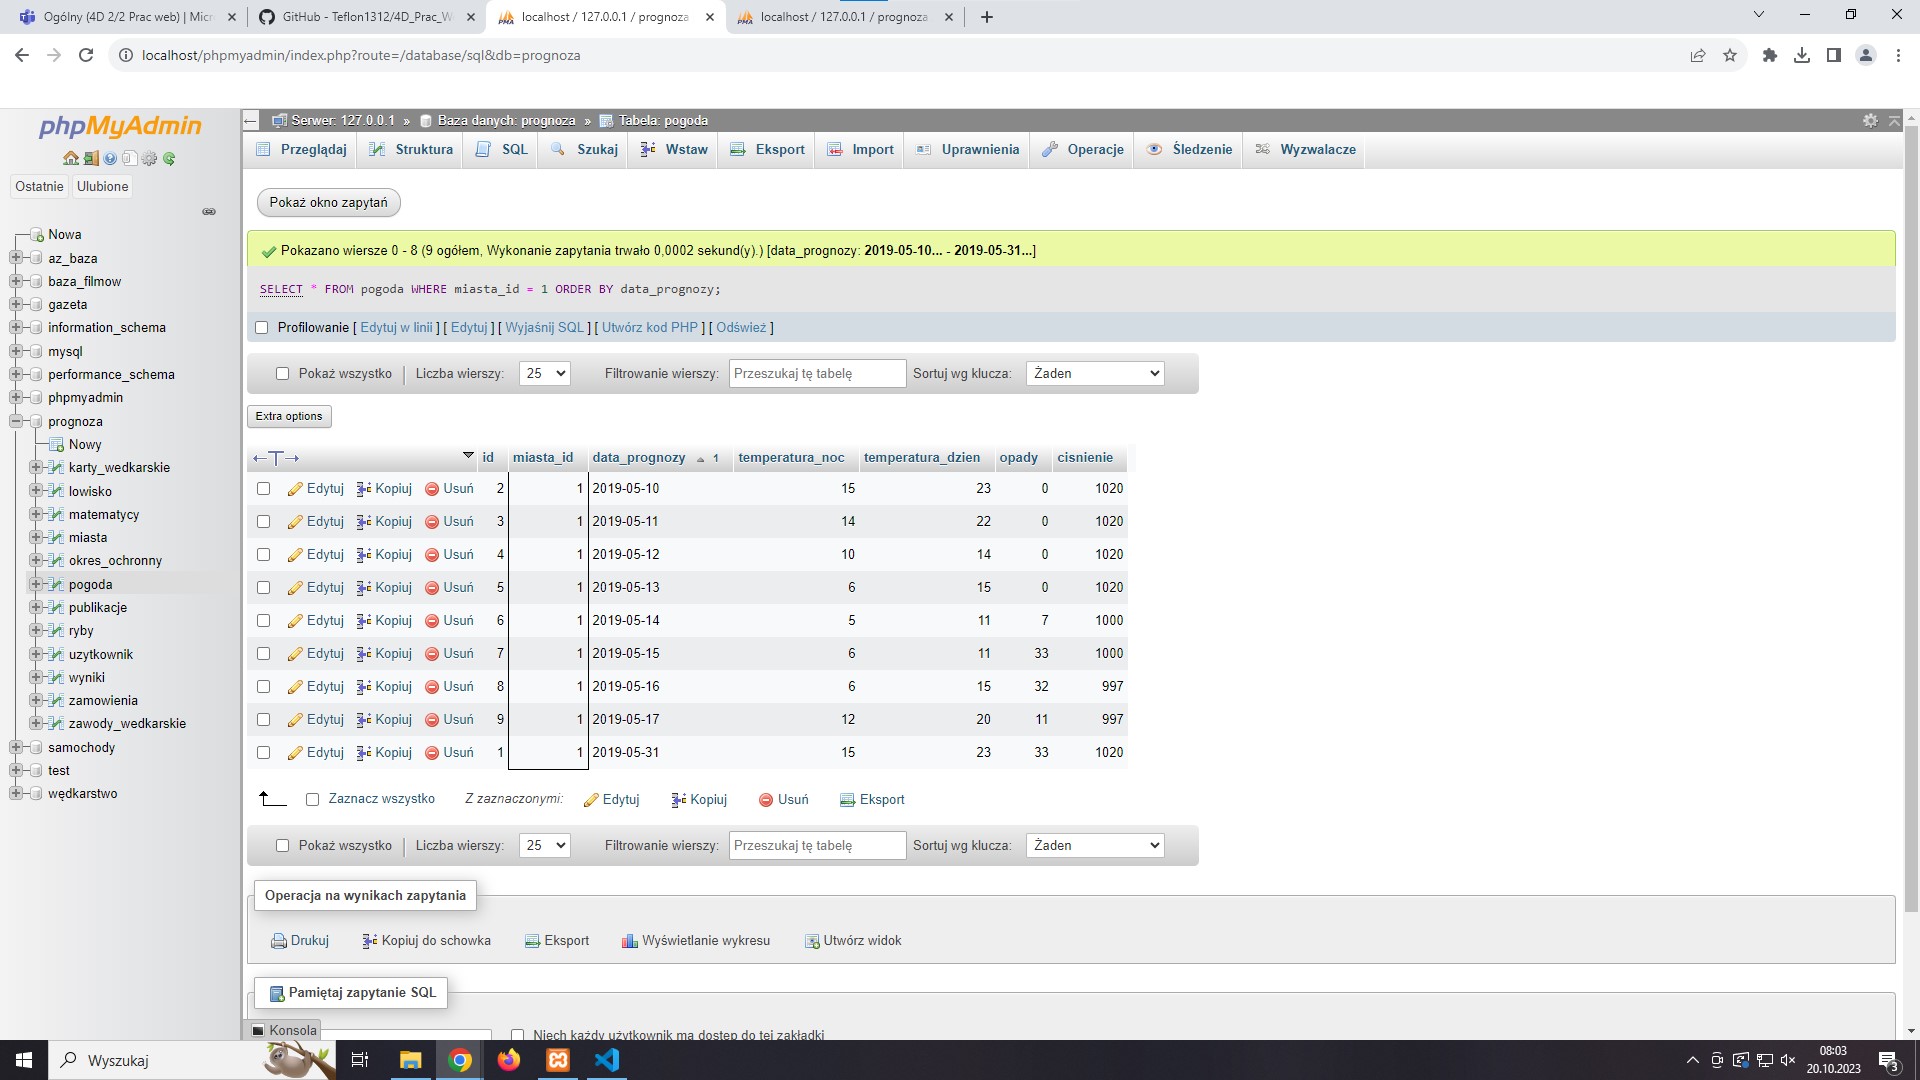 Ogólny (4D 2/2 Prac web) | Micr
GitHub - Teflon1312/4D_Prac_W
localhost / 127.0.0.1 / prognoza
localhost / 127.0.0.1 / prognoza
localhost/phpmyadmin/index.php?route=/database/sql&db=prognoza
phpMyAdmin
Ostatnie Ulubione
Nowa
az_baza
baza_filmow
gazeta
information_schema
mysql
performance_schema
phpmyadmin
prognoza
Nowy
karty_wedkarskie
lowisko
matematycy
miasta
okres_ochronny
pogoda
publikacje
ryby
uzytkownik
wyniki
zamowienia
zawody_wedkarskie
samochody
test
wędkarstwo
Serwer: 127.0.0.1 » Baza danych: prognoza » Tabela: pogoda
Przeglądaj Struktura SQL Szukaj Wstaw Eksport Import Uprawnienia Operacje Śledzenie Wyzwalacze
Pokaż okno zapytań
Pokazano wiersze 0 - 8 (9 ogółem, Wykonanie zapytania trwało 0,0002 sekund(y).) [data_prognozy: 2019-05-10... - 2019-05-31...]
SELECT * FROM pogoda WHERE miasta_id = 1 ORDER BY data_prognozy;
Profilowanie [ Edytuj w linii ] [ Edytuj ] [ Wyjaśnij SQL ] [ Utwórz kod PHP ] [ Odśwież ]
Pokaż wszystko | Liczba wierszy: 25 Filtrowanie wierszy: Przeszukaj tę tabelę Sortuj wg klucza: Żaden
Extra options
←T→ id miasta_id data_prognozy 1 temperatura_noc temperatura_dzien opady cisnienie
Edytuj Kopiuj Usuń 2 1 2019-05-10 15 23 0 1020
Edytuj Kopiuj Usuń 3 1 2019-05-11 14 22 0 1020
Edytuj Kopiuj Usuń 4 1 2019-05-12 10 14 0 1020
Edytuj Kopiuj Usuń 5 1 2019-05-13 6 15 0 1020
Edytuj Kopiuj Usuń 6 1 2019-05-14 5 11 7 1000
Edytuj Kopiuj Usuń 7 1 2019-05-15 6 11 33 1000
Edytuj Kopiuj Usuń 8 1 2019-05-16 6 15 32 997
Edytuj Kopiuj Usuń 9 1 2019-05-17 12 20 11 997
Edytuj Kopiuj Usuń 1 1 2019-05-31 15 23 33 1020
Zaznacz wszystko Z zaznaczonymi: Edytuj Kopiuj Usuń Eksport
Pokaż wszystko | Liczba wierszy: 25 Filtrowanie wierszy: Przeszukaj tę tabelę Sortuj wg klucza: Żaden
Operacja na wynikach zapytania
Drukuj Kopiuj do schowka Eksport Wyświetlanie wykresu Utwórz widok
Pamiętaj zapytanie SQL
Konsola
Niech każdy użytkownik ma dostęp do tej zakładki
Wyszukaj
08:03
20.10.2023
3